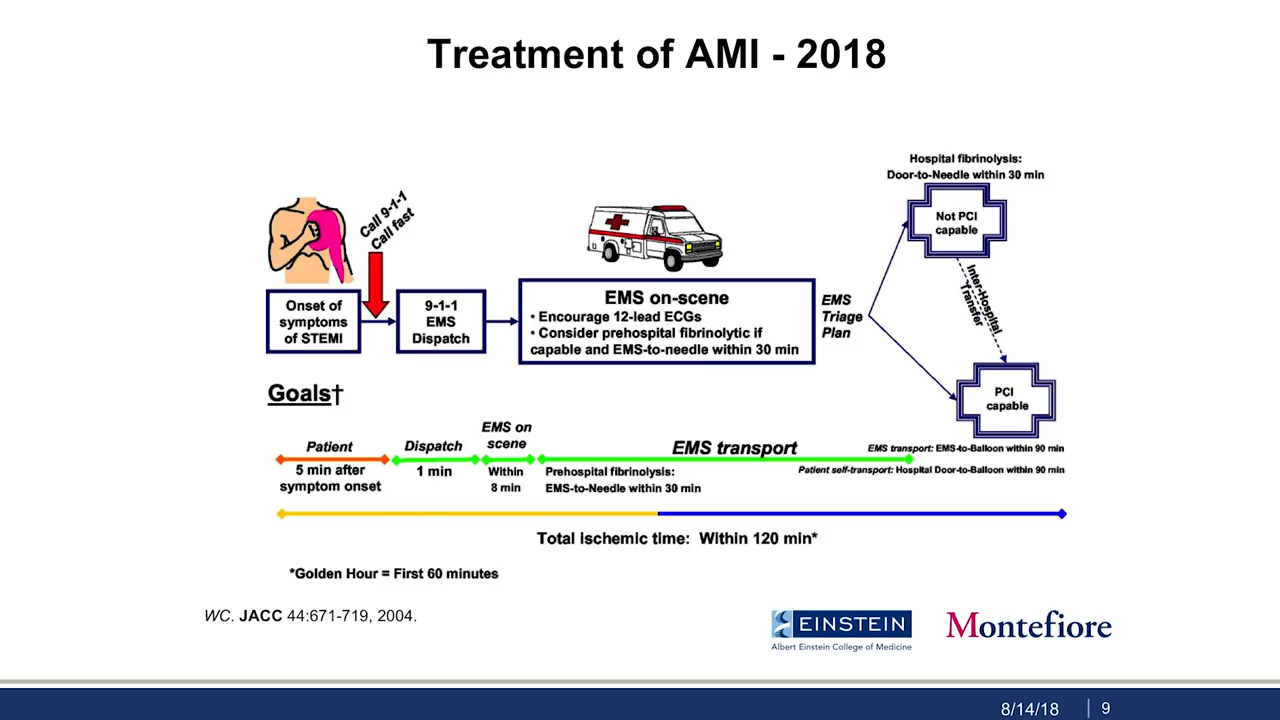 Treatment of AMI - 2018
Hospital fibrinolysis:
Door-to-Needle within 30 min
Call 9-1-1
Call fast
Not PCI
capable
Inter-Hospital
Transfer
Onset of
symptoms
of STEMI
9-1-1
EMS
Dispatch
EMS on-scene
• Encourage 12-lead ECGs
• Consider prehospital fibrinolytic if
capable and EMS-to-needle within 30 min
EMS
Triage
Plan
PCI
capable
Goals†
Patient
Dispatch
EMS on
scene
EMS transport
EMS transport: EMS-to-Balloon within 90 min
5 min after
symptom onset
1 min
Within
8 min
Prehospital fibrinolysis:
EMS-to-Needle within 30 min
Patient self-transport: Hospital Door-to-Balloon within 90 min
Total ischemic time: Within 120 min*
*Golden Hour = First 60 minutes
WC. JACC 44:671-719, 2004.
EINSTEIN
Albert Einstein College of Medicine
Montefiore
8/14/18 | 9